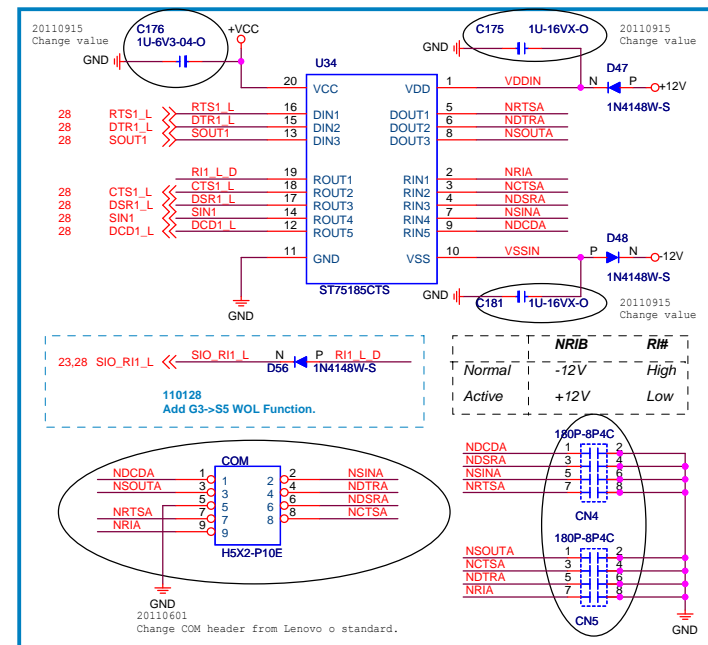 20110915
Change value
C176
1U-6V3-04-O
+VCC
GND
C175
1U-16VX-O
GND
20110915
Change value
D47
N P +12V
1N4148W-S
U34
20 VCC VDD 1 VDDIN
28 RTS1_L RTS1_L 16 DIN1 DOUT1 5 NRTSA
28 DTR1_L DTR1_L 15 DIN2 DOUT2 6 NDTRA
28 SOUT1 SOUT1 13 DIN3 DOUT3 8 NSOUTA
RI1_L_D 19 ROUT1 RIN1 2 NRIA
28 CTS1_L CTS1_L 18 ROUT2 RIN2 3 NCTSA
28 DSR1_L DSR1_L 17 ROUT3 RIN3 4 NDSRA
28 SIN1 SIN1 14 ROUT4 RIN4 7 NSINA
28 DCD1_L DCD1_L 12 ROUT5 RIN5 9 NDCDA
11 GND VSS 10 VSSIN
ST75185CTS
GND
D48
P N -12V
1N4148W-S
GND
C181 1U-16VX-O
20110915
Change value
23,28 SIO_RI1_L SIO_RI1_L N P RI1_L_D
D56 1N4148W-S
110128
Add G3->S5 WOL Function.
NRIB RI#
Normal -12V High
Active +12V Low
COM
NDCDA 1 1 2 2 NSINA
NSOUTA 3 3 4 4 NDTRA
5 5 6 6 NDSRA
NRTSA 7 7 8 8 NCTSA
NRIA 9 9
H5X2-P10E
GND
20110601
Change COM header from Lenovo o standard.
180P-8P4C
NDCDA 1 2
NDSRA 3 4
NSINA 5 6
NRTSA 7 8
CN4
180P-8P4C
NSOUTA 1 2
NCTSA 3 4
NDTRA 5 6
NRIA 7 8
CN5
GND